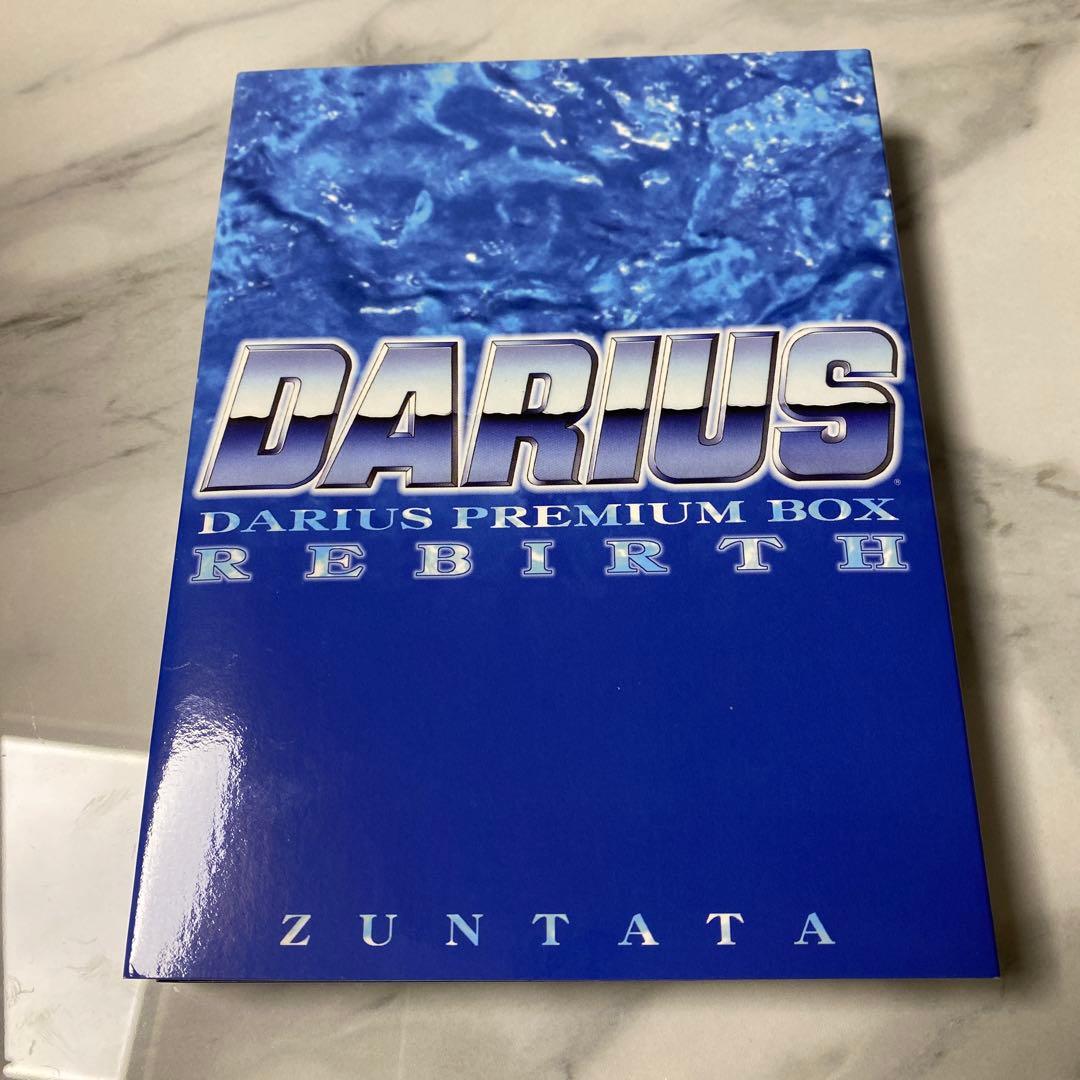 DARIUS®
DARIUS PREMIUM BOX
REBIRTH
ZUNTATA